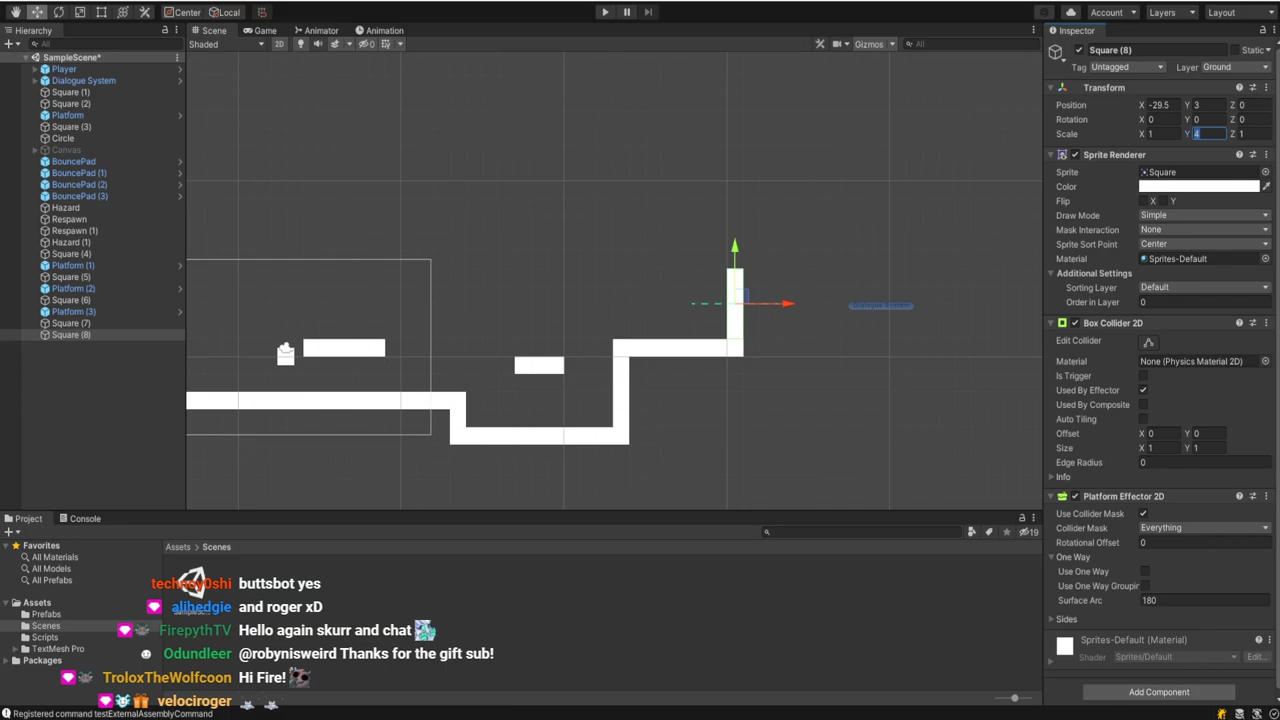 Center Local
Account Layers Layout
Hierarchy
Scene Game Animator Animation
Inspector
All
Shaded 2D 0 Gizmos All
SampleScene*
Player
Dialogue System
Square (1)
Square (2)
Platform
Square (3)
Circle
Canvas
BouncePad
BouncePad (1)
BouncePad (2)
BouncePad (3)
Hazard
Respawn
Respawn (1)
Hazard (1)
Square (4)
Platform (1)
Square (5)
Platform (2)
Square (6)
Platform (3)
Square (7)
Square (8)
Square (8) Static
Tag Untagged Layer Ground
Transform
Position X -29.5 Y 3 Z 0
Rotation X 0 Y 0 Z 0
Scale X 1 Y 4 Z 1
Sprite Renderer
Sprite Square
Color
Flip X Y
Draw Mode Simple
Mask Interaction None
Sprite Sort Point Center
Material Sprites-Default
Additional Settings
Sorting Layer Default
Order in Layer 0
Box Collider 2D
Edit Collider
Material None (Physics Material 2D)
Is Trigger
Used By Effector
Used By Composite
Auto Tiling
Offset X 0 Y 0
Size X 1 Y 1
Edge Radius 0
Info
Platform Effector 2D
Use Collider Mask
Collider Mask Everything
Rotational Offset 0
One Way
Use One Way
Use One Way Groupin
Surface Arc 180
Sides
Sprites-Default (Material)
Shader Sprites/Default Edit...
Add Component
Project Console
19
Favorites
All Materials
All Models
All Prefabs
Assets
Prefabs
Scenes
Scripts
TextMesh Pro
Packages
Assets > Scenes
technoy0shi buttsbot yes
alihedgie and roger xD
FirepythTV Hello again skurr and chat
Odundleer @robynisweird Thanks for the gift sub!
TroloxTheWolfcoon Hi Fire!
velociroger
Registered command testExternalAssemblyCommand